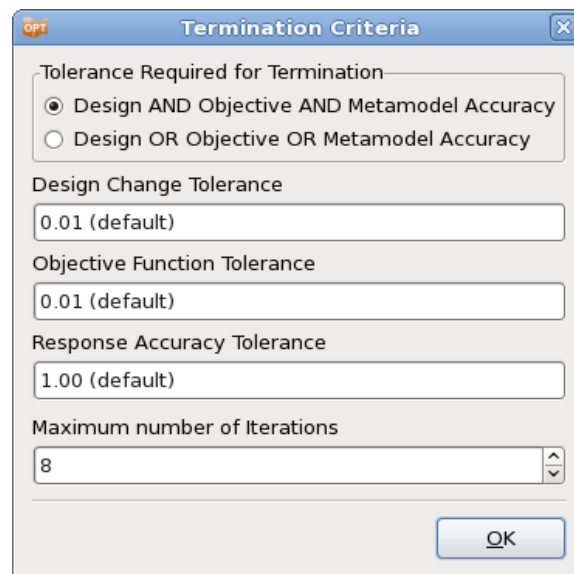 OPT
Termination Criteria
Tolerance Required for Termination
Design AND Objective AND Metamodel Accuracy
Design OR Objective OR Metamodel Accuracy
Design Change Tolerance
0.01 (default)
Objective Function Tolerance
0.01 (default)
Response Accuracy Tolerance
1.00 (default)
Maximum number of Iterations
8
OK